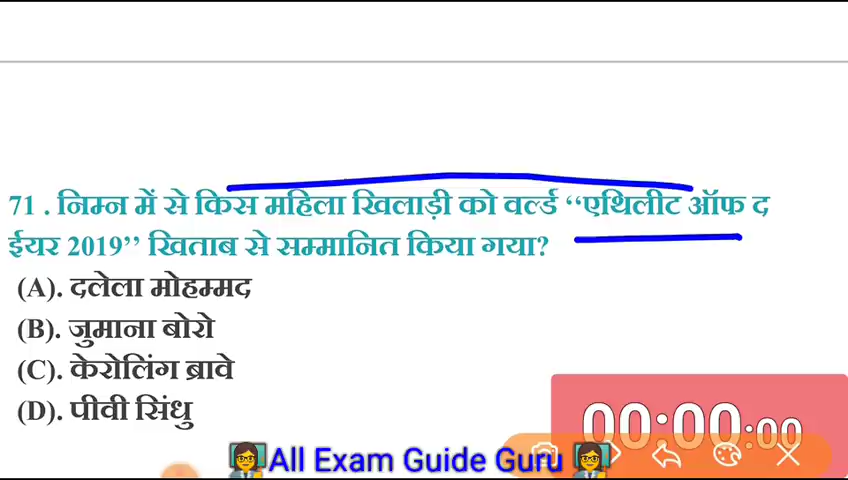 71 . निम्न में से किस महिला खिलाड़ी को वर्ल्ड ‘‘एथिलीट ऑफ द
ईयर 2019’’ खिताब से सम्मानित किया गया?
(A). दलेला मोहम्मद
(B). जुमाना बोरो
(C). केरोलिंग ब्रावे
(D). पीवी सिंधु
00:00:00
All Exam Guide Guru